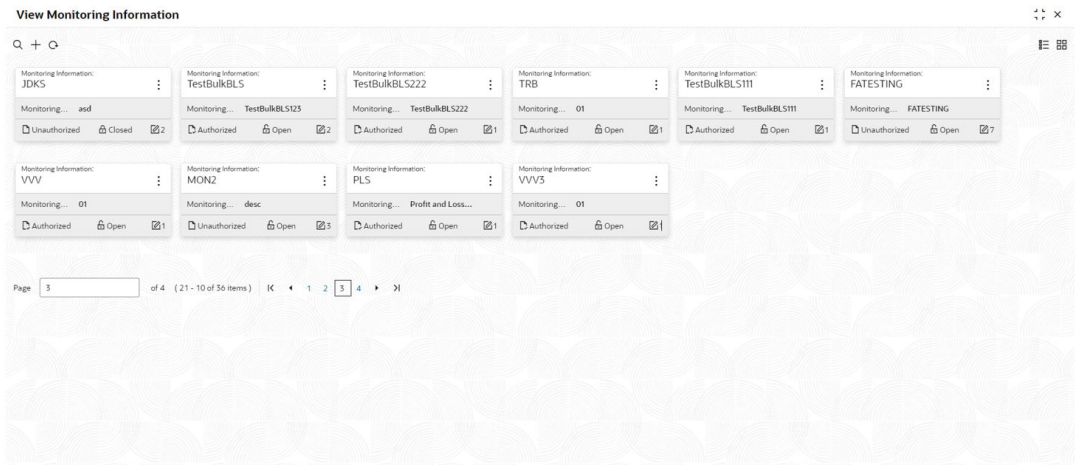 View Monitoring Information
Monitoring Information: Monitoring Information: Monitoring Information: Monitoring Information: Monitoring Information: Monitoring Information:
JDKS TestBulkBLS TestBulkBLS222 TRB TestBulkBLS111 FATESTING
Monitoring... asd Monitoring... TestBulkBLS123 Monitoring... TestBulkBLS222 Monitoring... 01 Monitoring... TestBulkBLS111 Monitoring... FATESTING
Unauthorized Closed 2 Authorized Open 2 Authorized Open 1 Authorized Open 1 Authorized Open 1 Unauthorized Open 7
Monitoring Information: Monitoring Information: Monitoring Information: Monitoring Information:
VVV MON2 PLS VVV3
Monitoring... 01 Monitoring... desc Monitoring... Profit and Loss... Monitoring... 01
Authorized Open 1 Unauthorized Open 3 Authorized Open 1 Authorized Open 1
Page 3 of 4 (21 - 10 of 36 items) 1 2 3 4